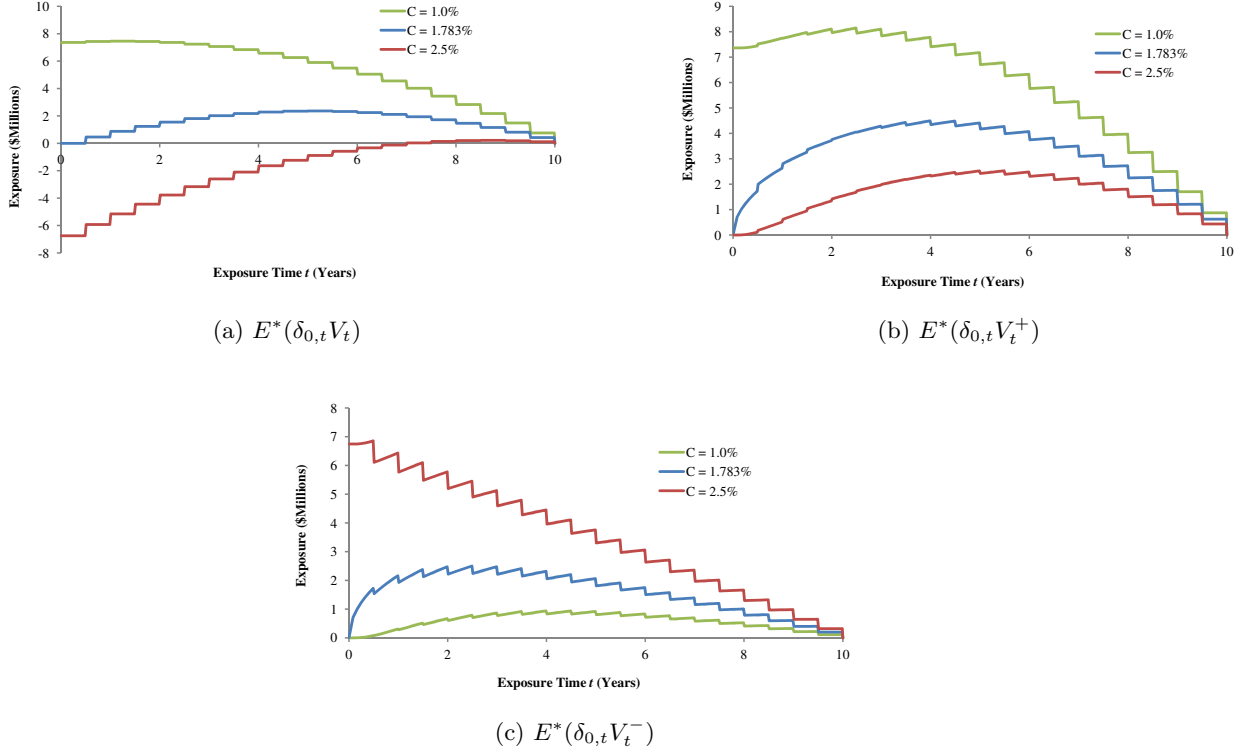 10
8
6
4
2
0
-2
-4
-6
-8
0 2 4 6 8 10
Exposure ($Millions)
Exposure Time t (Years)
C = 1.0%
C = 1.783%
C = 2.5%
(a) E*(δ0,tVt)
9
8
7
6
5
4
3
2
1
0
0 2 4 6 8 10
Exposure ($Millions)
Exposure Time t (Years)
C = 1.0%
C = 1.783%
C = 2.5%
(b) E*(δ0,tVt+)
8
7
6
5
4
3
2
1
0
0 2 4 6 8 10
Exposure ($Millions)
Exposure Time t (Years)
C = 1.0%
C = 1.783%
C = 2.5%
(c) E*(δ0,tVt−)